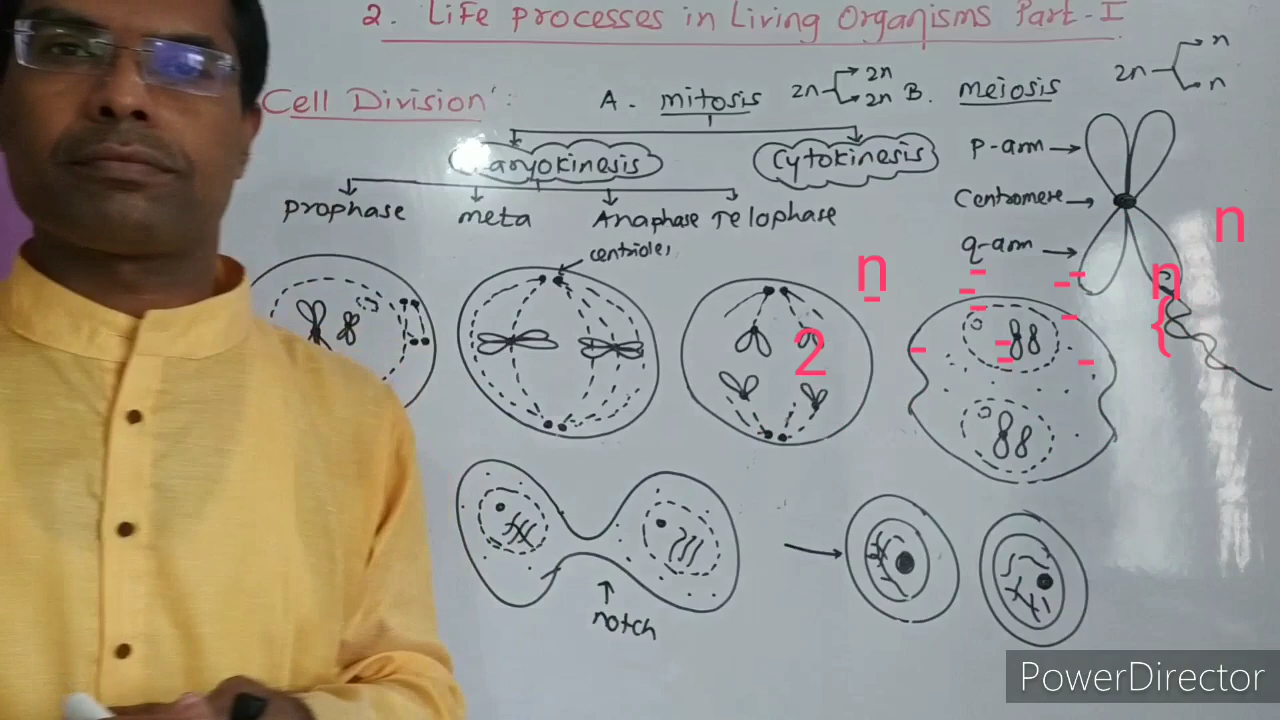 2. Life Processes in Living Organisms Part-I
Cell Division:
A. mitosis 2n 2n 2n
B. meiosis 2n n n
Karyokinesis Cytokinesis
prophase meta Anaphase Telophase
centrioles
p-arm
Centromere
q-arm
n
n
n
2
notch
PowerDirector